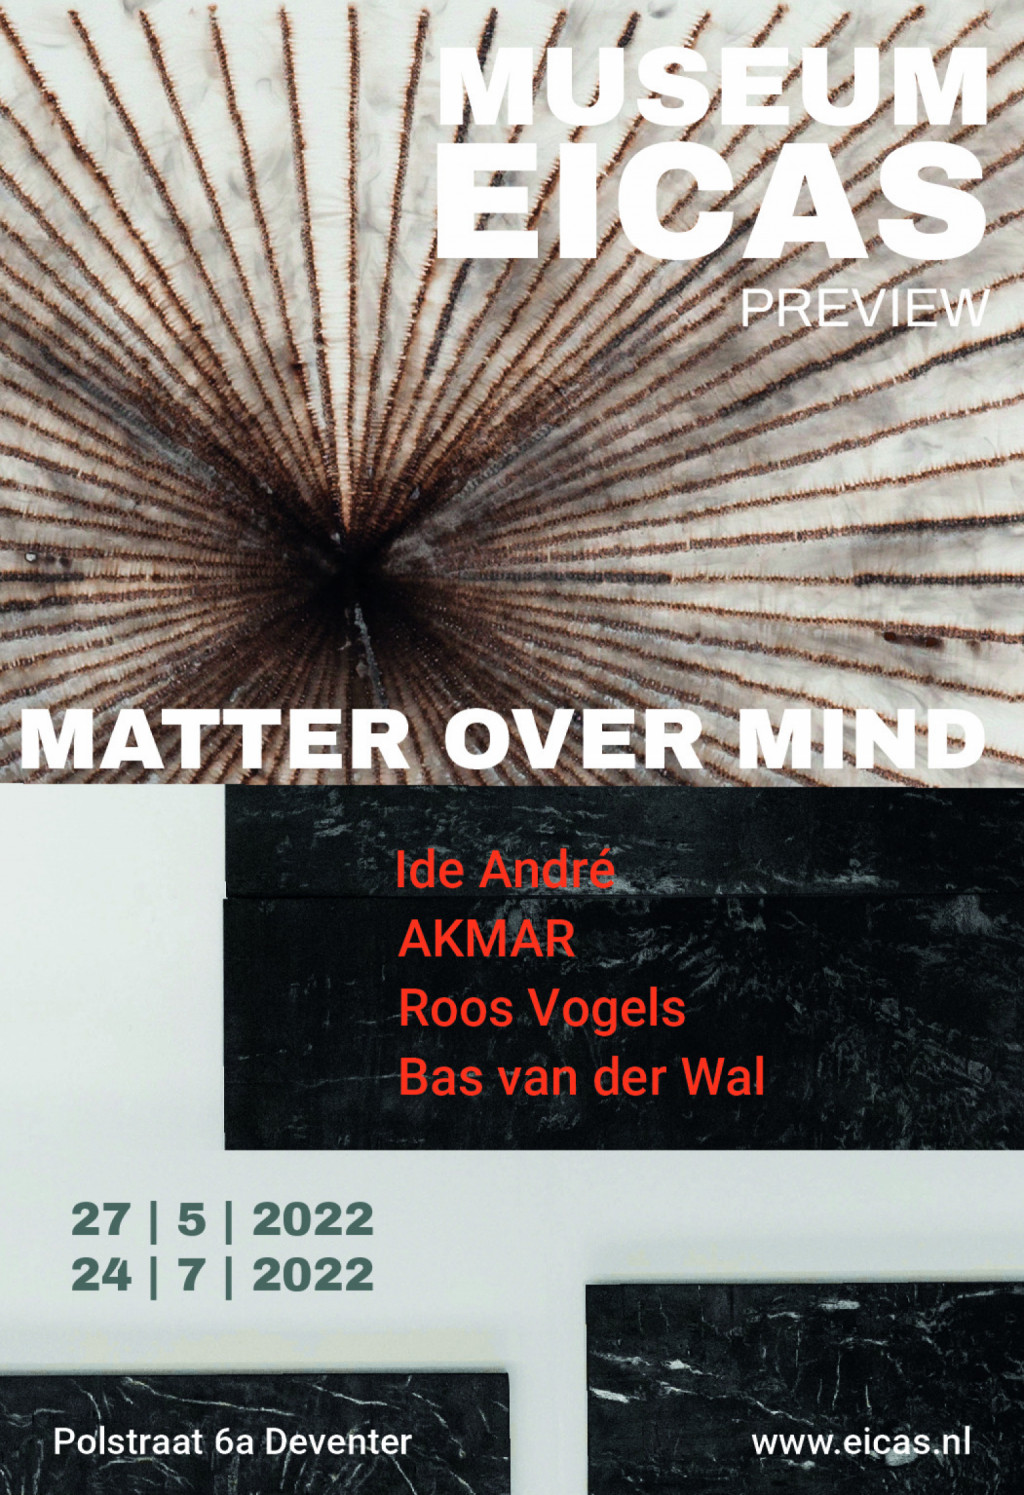 MUSEUM
EICAS
PREVIEW
MATTER OVER MIND
Ide André
AKMAR
Roos Vogels
Bas van der Wal
27 | 5 | 2022
24 | 7 | 2022
Polstraat 6a Deventer
www.eicas.nl